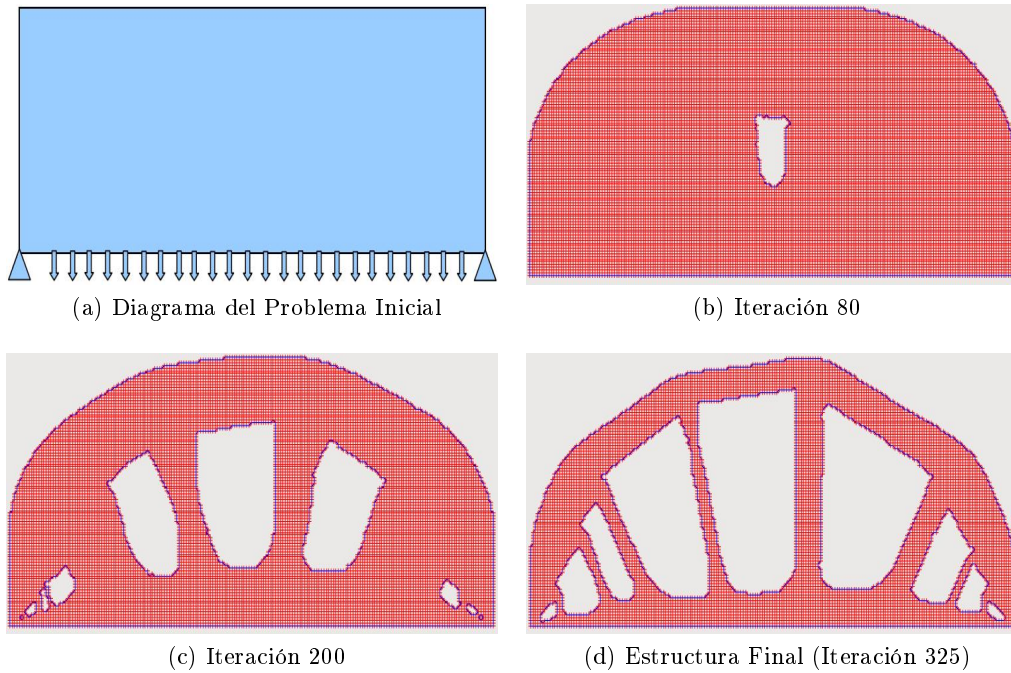 (a) Diagrama del Problema Inicial
(b) Iteración 80
(c) Iteración 200
(d) Estructura Final (Iteración 325)